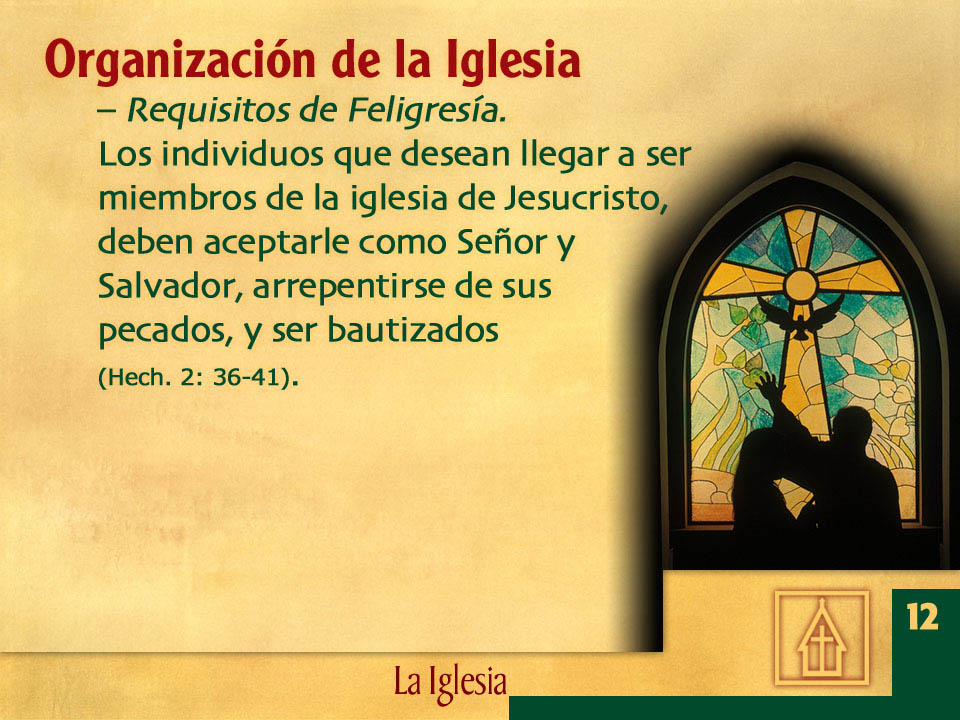 Organización de la Iglesia
– Requisitos de Feligresía.
Los individuos que desean llegar a ser
miembros de la iglesia de Jesucristo,
deben aceptarle como Señor y
Salvador, arrepentirse de sus
pecados, y ser bautizados
(Hech. 2: 36-41).
12
La Iglesia